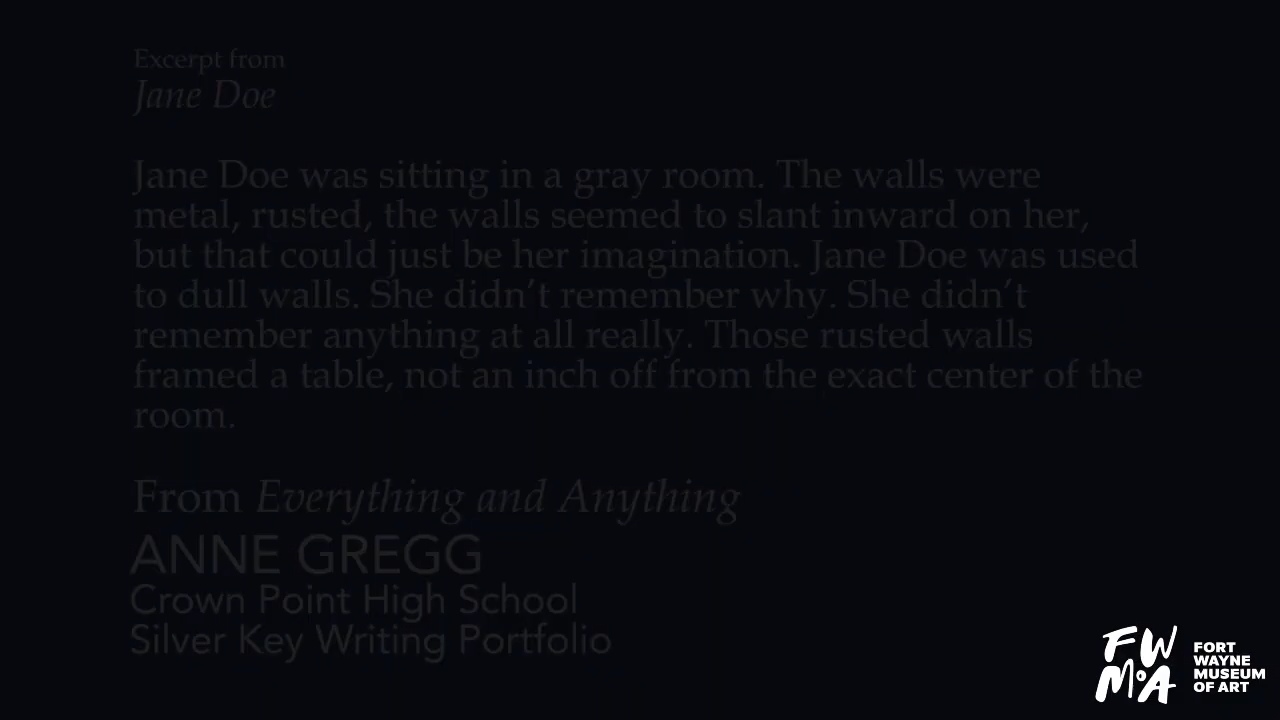 Excerpt from
Jane Doe
Jane Doe was sitting in a gray room. The walls were
metal, rusted, the walls seemed to slant inward on her,
but that could just be her imagination. Jane Doe was used
to dull walls. She didn’t remember why. She didn’t
remember anything at all really. Those rusted walls
framed a table, not an inch off from the exact center of the
room.
From Everything and Anything
ANNE GREGG
Crown Point High School
Silver Key Writing Portfolio
FW
MoA
FORT
WAYNE
MUSEUM
OF ART